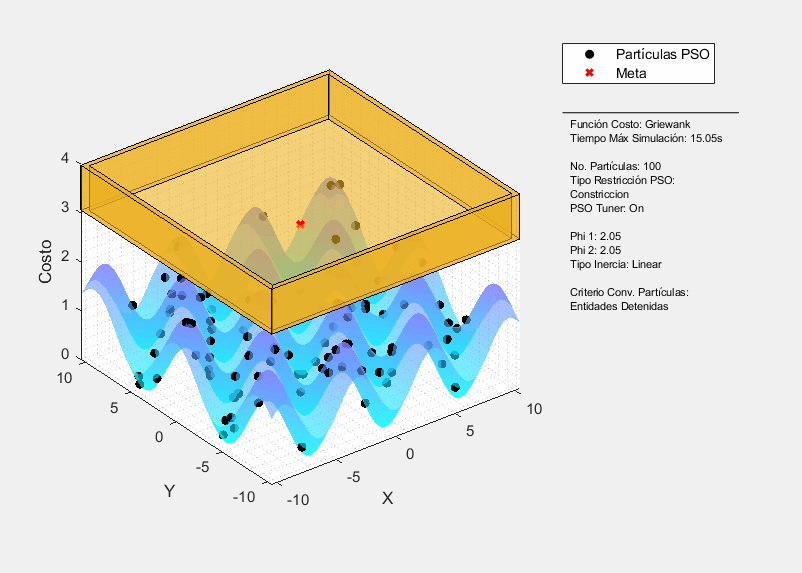 Partículas PSO
Meta
Función Costo: Griewank
Tiempo Máx Simulación: 15.05s
No. Partículas: 100
Tipo Restricción PSO:
Constriccion
PSO Tuner: On
Phi 1: 2.05
Phi 2: 2.05
Tipo Inercia: Linear
Criterio Conv. Partículas:
Entidades Detenidas
Costo
4
3
2
1
0
10
5
0
-5
-10
Y
-10
-5
0
5
10
X